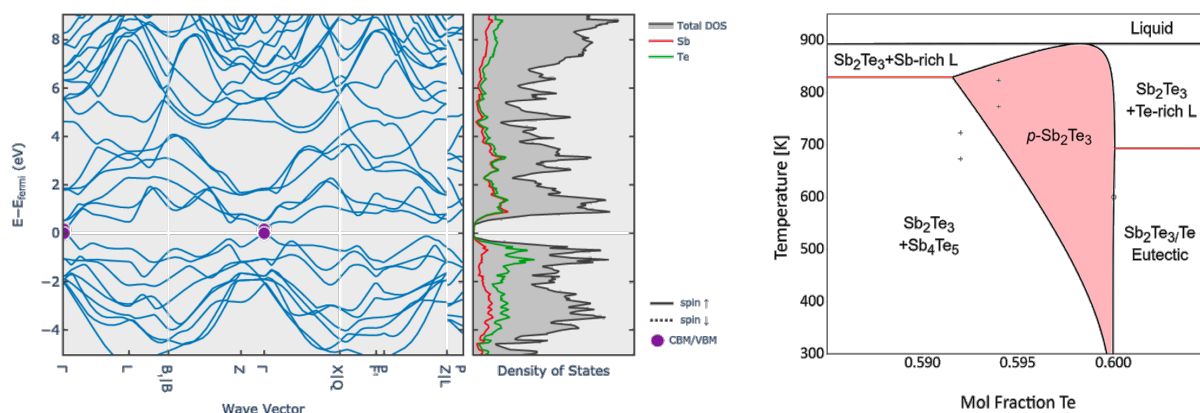 8
6
4
2
0
−2
−4
E−Efermi (eV)
Γ
L
B₁|B
Z
Γ
X|Q
F
Z|L
P
Wave Vector
Density of States
Total DOS
Sb
Te
spin ↑
spin ↓
CBM/VBM
900
800
700
600
500
400
300
Temperature [K]
Liquid
Sb₂Te₃+Sb-rich L
Sb₂Te₃
+Te-rich L
p-Sb₂Te₃
Sb₂Te₃
+Sb₄Te₅
Sb₂Te₃/Te
Eutectic
0.590
0.595
0.600
Mol Fraction Te